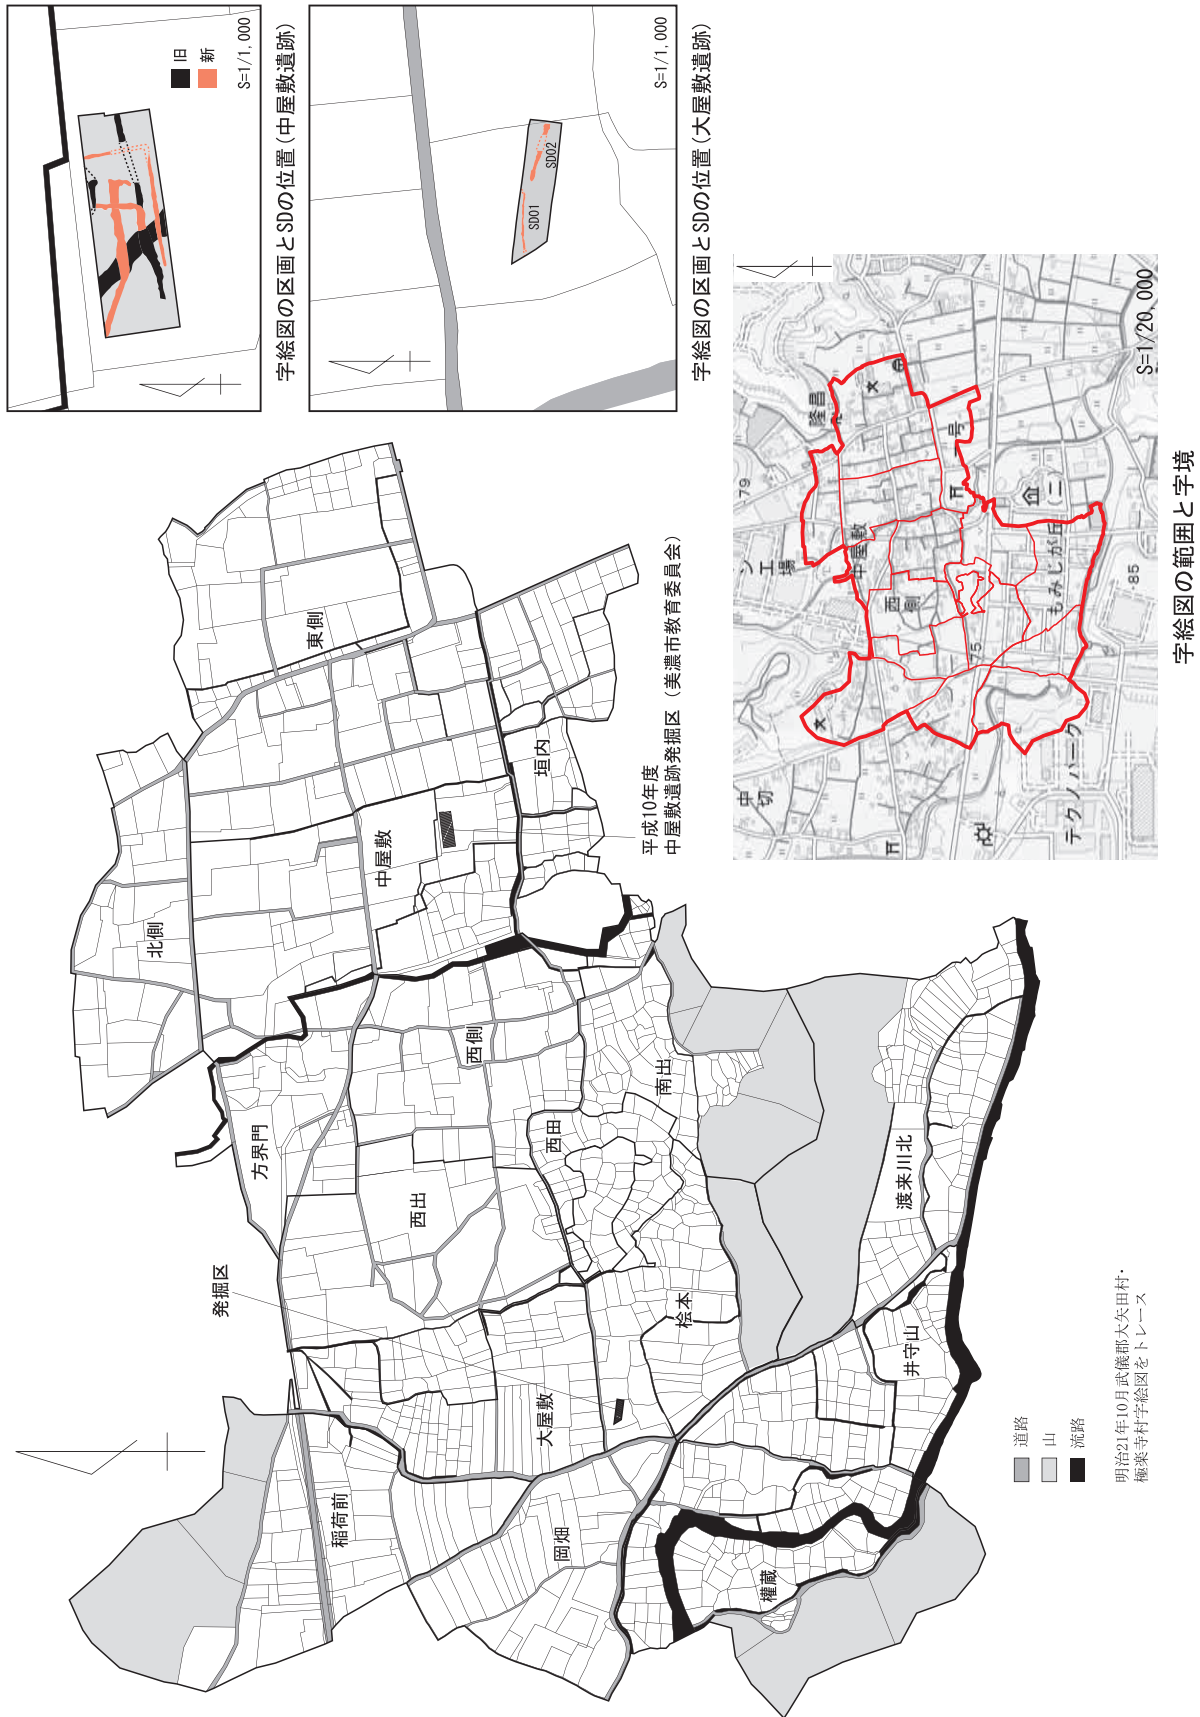 旧
新
S=1/1,000
字絵図の区画とSDの位置(中屋敷遺跡)
SD01
SD02
S=1/1,000
字絵図の区画とSDの位置(大屋敷遺跡)
北側
東側
中屋敷
垣内
平成10年度
中屋敷遺跡発掘区 (美濃市教育委員会)
方界門
西側
西出
西田
南出
発掘区
大屋敷
桧本
渡来川北
井守山
稲荷前
岡畑
権蔵
道路
山
流路
明治21年10月武儀郡大矢田村・
極楽寺村字絵図をトレース
79
隆昌
ン工場
中屋敷
西側
号
(二)
もみじが丘
75
85
中切
テクノパーク
S=1/20,000
字絵図の範囲と字境